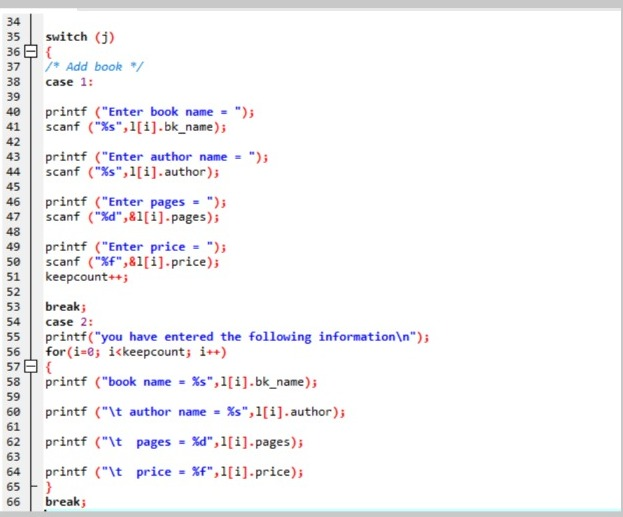 34
35 switch (j)
36 {
37 /* Add book */
38 case 1:
39
40 printf ("Enter book name = ");
41 scanf ("%s",l[i].bk_name);
42
43 printf ("Enter author name = ");
44 scanf ("%s",l[i].author);
45
46 printf ("Enter pages = ");
47 scanf ("%d",&l[i].pages);
48
49 printf ("Enter price = ");
50 scanf ("%f",&l[i].price);
51 keepcount++;
52
53 break;
54 case 2:
55 printf("you have entered the following information\n");
56 for(i=0; i<keepcount; i++)
57 {
58 printf ("book name = %s",l[i].bk_name);
59
60 printf ("\t author name = %s",l[i].author);
61
62 printf ("\t  pages = %d",l[i].pages);
63
64 printf ("\t  price = %f",l[i].price);
65 }
66 break;